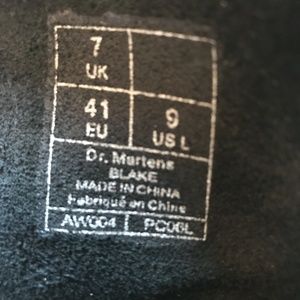 7
UK
41
EU
9
US L
Dr. Martens
BLAKE
MADE IN CHINA
Fabriqué en Chine
AW004 PC06L